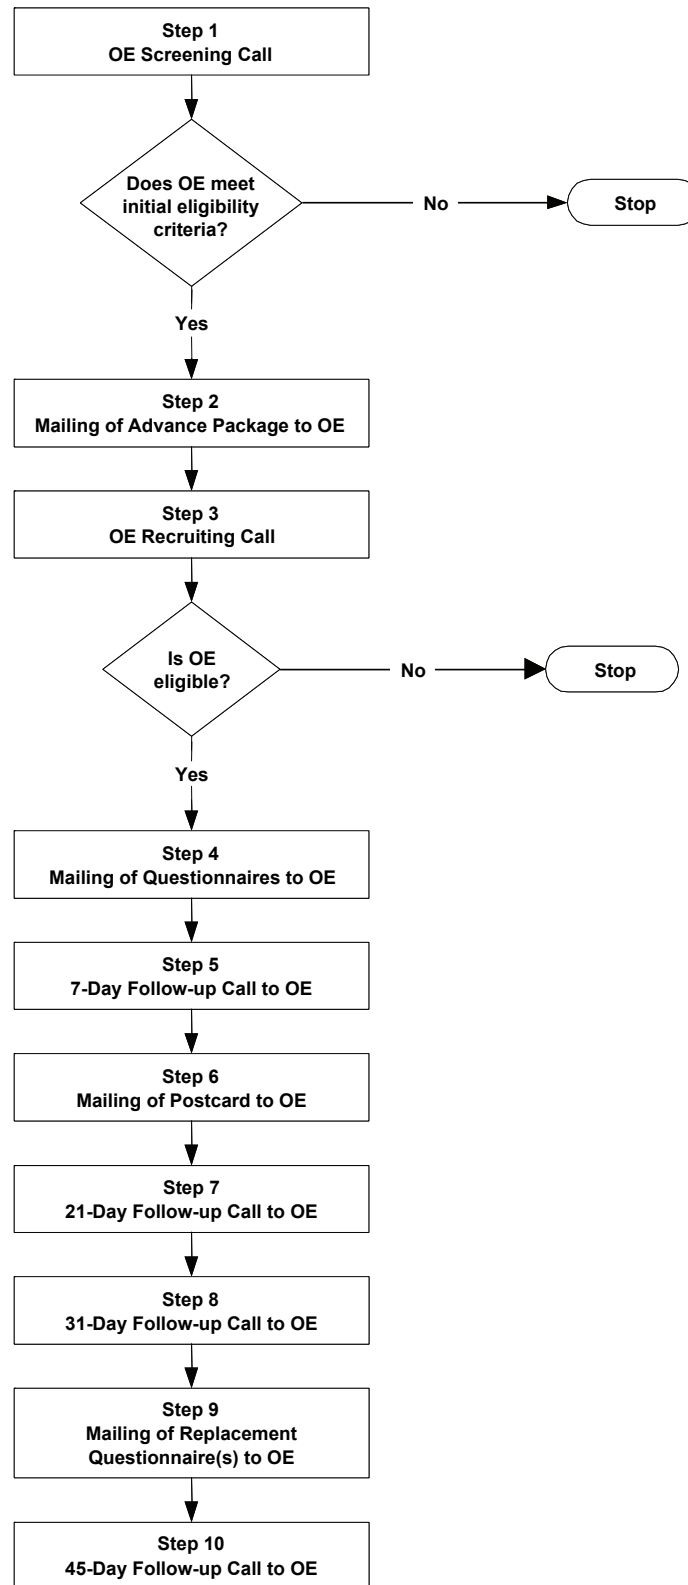 Step 1
OE Screening Call
Does OE meet
initial eligibility
criteria?
No
Stop
Yes
Step 2
Mailing of Advance Package to OE
Step 3
OE Recruiting Call
Is OE
eligible?
No
Stop
Yes
Step 4
Mailing of Questionnaires to OE
Step 5
7-Day Follow-up Call to OE
Step 6
Mailing of Postcard to OE
Step 7
21-Day Follow-up Call to OE
Step 8
31-Day Follow-up Call to OE
Step 9
Mailing of Replacement
Questionnaire(s) to OE
Step 10
45-Day Follow-up Call to OE